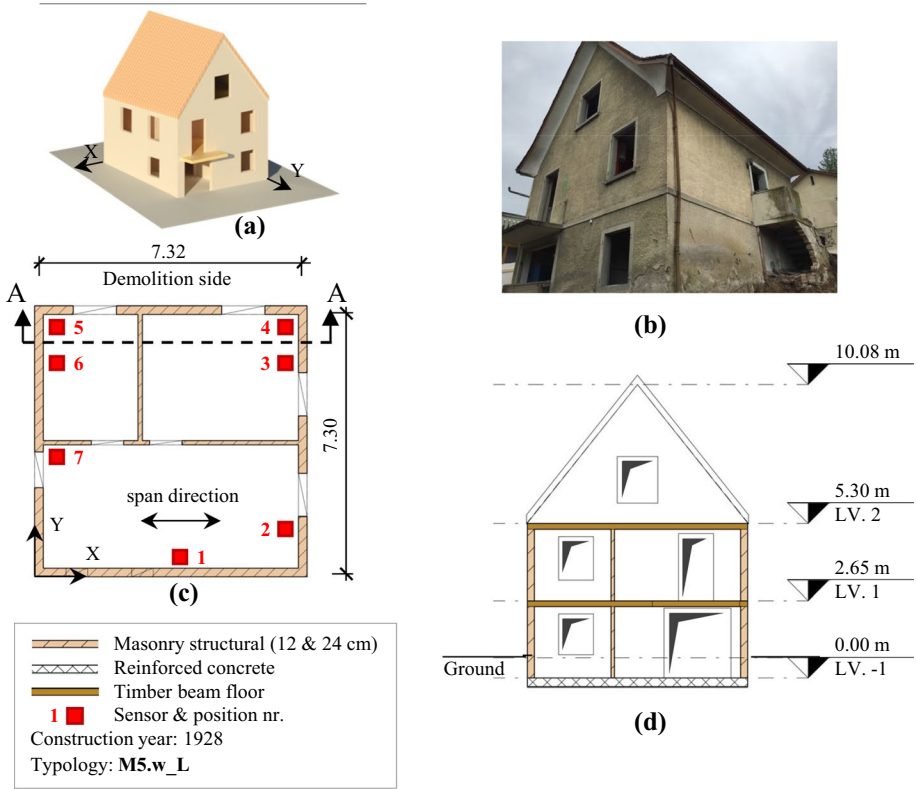 X
Y
(a)
(b)
7.32
Demolition side
A
A
5
4
6
3
7.30
7
span direction
2
Y
X
1
(c)
10.08 m
5.30 m
LV. 2
2.65 m
LV. 1
0.00 m
Ground
LV. -1
(d)
Masonry structural (12 & 24 cm)
Reinforced concrete
Timber beam floor
1 Sensor & position nr.
Construction year: 1928
Typology: M5.w_L